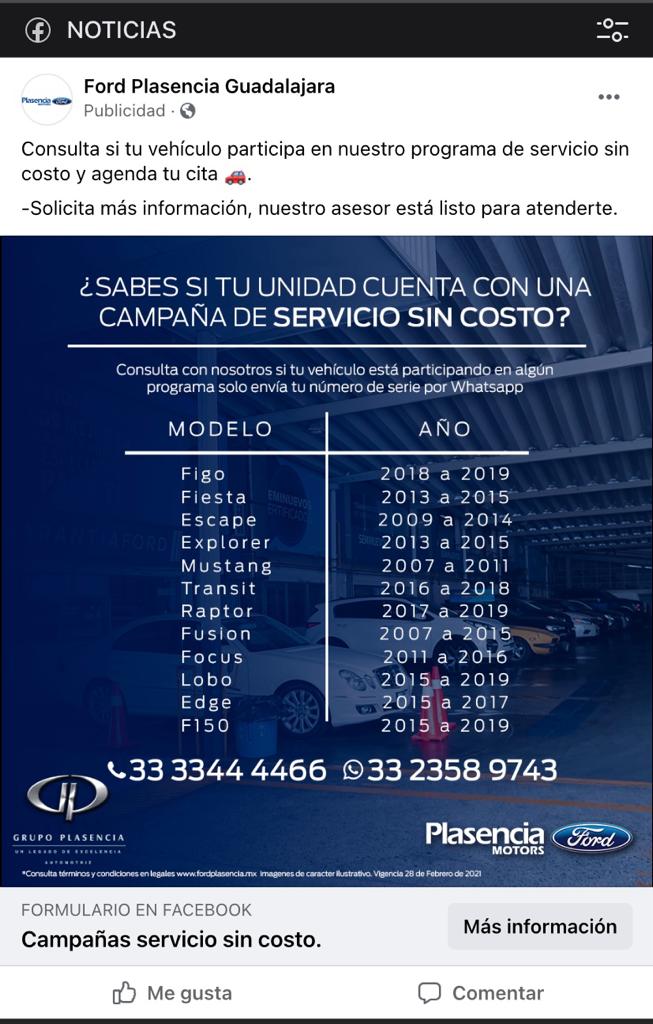 NOTICIAS
Ford Plasencia Guadalajara
Publicidad ·
Consulta si tu vehículo participa en nuestro programa de servicio sin
costo y agenda tu cita 🚗.
-Solicita más información, nuestro asesor está listo para atenderte.
¿SABES SI TU UNIDAD CUENTA CON UNA
CAMPAÑA DE SERVICIO SIN COSTO?
Consulta con nosotros si tu vehículo está participando en algún
programa solo envía tu número de serie por Whatsapp
MODELO AÑO
Figo 2018 a 2019
Fiesta 2013 a 2015
Escape 2009 a 2014
Explorer 2013 a 2015
Mustang 2007 a 2011
Transit 2016 a 2018
Raptor 2017 a 2019
Fusion 2007 a 2015
Focus 2011 a 2016
Lobo 2015 a 2019
Edge 2015 a 2017
F150 2015 a 2019
33 3344 4466 33 2358 9743
GRUPO PLASENCIA
UN LEGADO DE EXCELENCIA
AUTOMOTRIZ
Plasencia
MOTORS
Ford
*Consulta términos y condiciones en legales www.fordplasencia.mx Imagenes de caracter ilustrativo. Vigencia 28 de Febrero de 2021
FORMULARIO EN FACEBOOK
Campañas servicio sin costo.
Más información
Me gusta Comentar